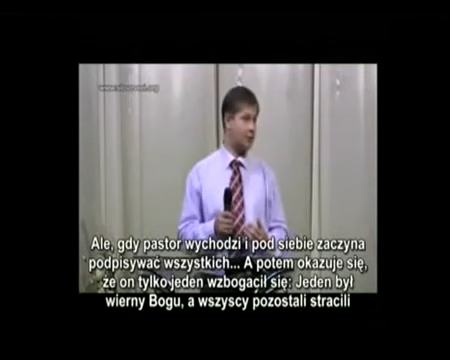 Ale, gdy pastor wychodzi i pod siebie zaczyna
podpisywać wszystkich... A potem okazuje się,
że on tylko jeden wzbogacił się: Jeden był
wierny Bogu, a wszyscy pozostali stracili